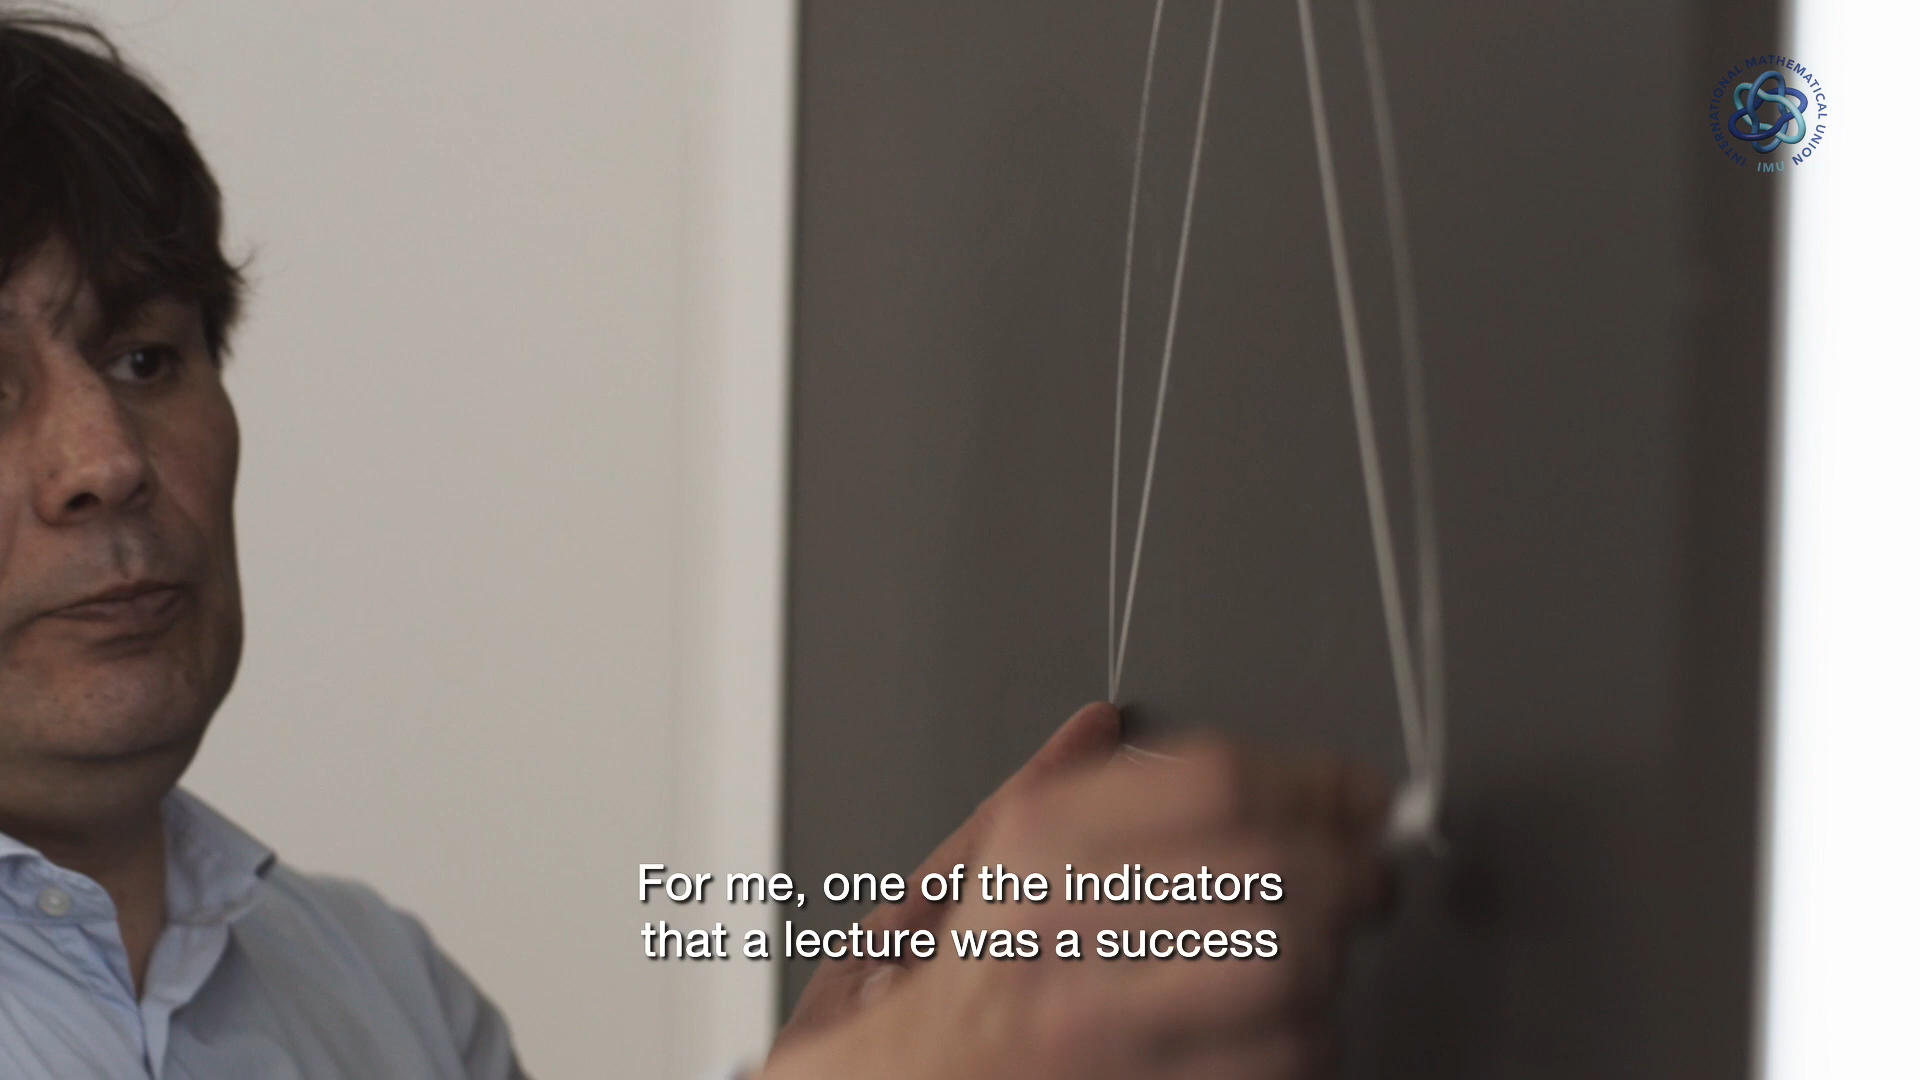 INTERNATIONAL MATHEMATICAL UNION
IMU
For me, one of the indicators
that a lecture was a success